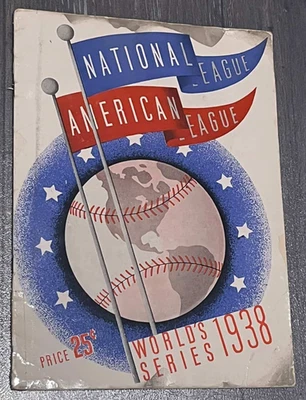 NATIONAL
LEAGUE
AMERICAN
LEAGUE
PRICE 25¢
WORLD'S
SERIES 1938